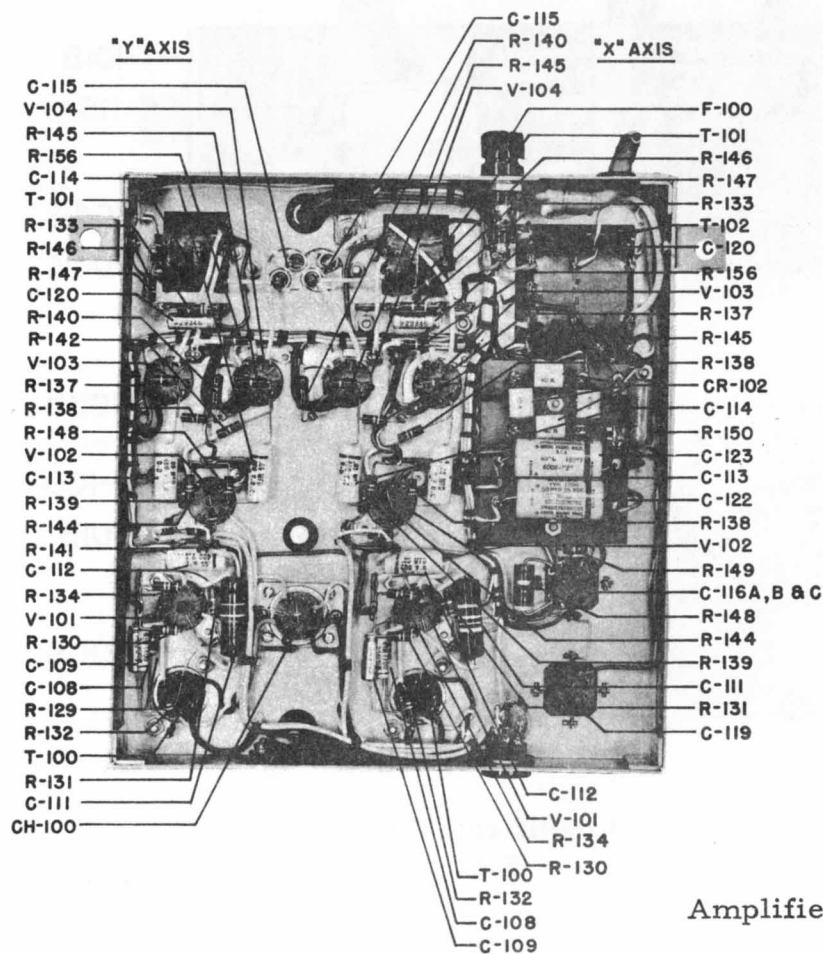 "Y" AXIS
C-115
V-104
R-145
R-156
C-114
T-101
R-133
R-146
R-147
C-120
R-140
R-142
V-103
R-137
R-138
R-148
V-102
C-113
R-139
R-144
R-141
C-112
R-134
V-101
R-130
C-109
C-108
R-129
R-132
T-100
R-131
C-111
CH-100
C-115
R-140
R-145
V-104
"X" AXIS
F-100
T-101
R-146
R-147
R-133
T-102
C-120
R-156
V-103
R-137
R-145
R-138
CR-102
C-114
R-150
C-123
C-113
C-122
R-138
V-102
R-149
C-116A, B & C
R-148
R-144
R-139
C-111
R-131
C-119
C-112
V-101
R-134
R-130
T-100
R-132
C-108
C-109
Amplifie